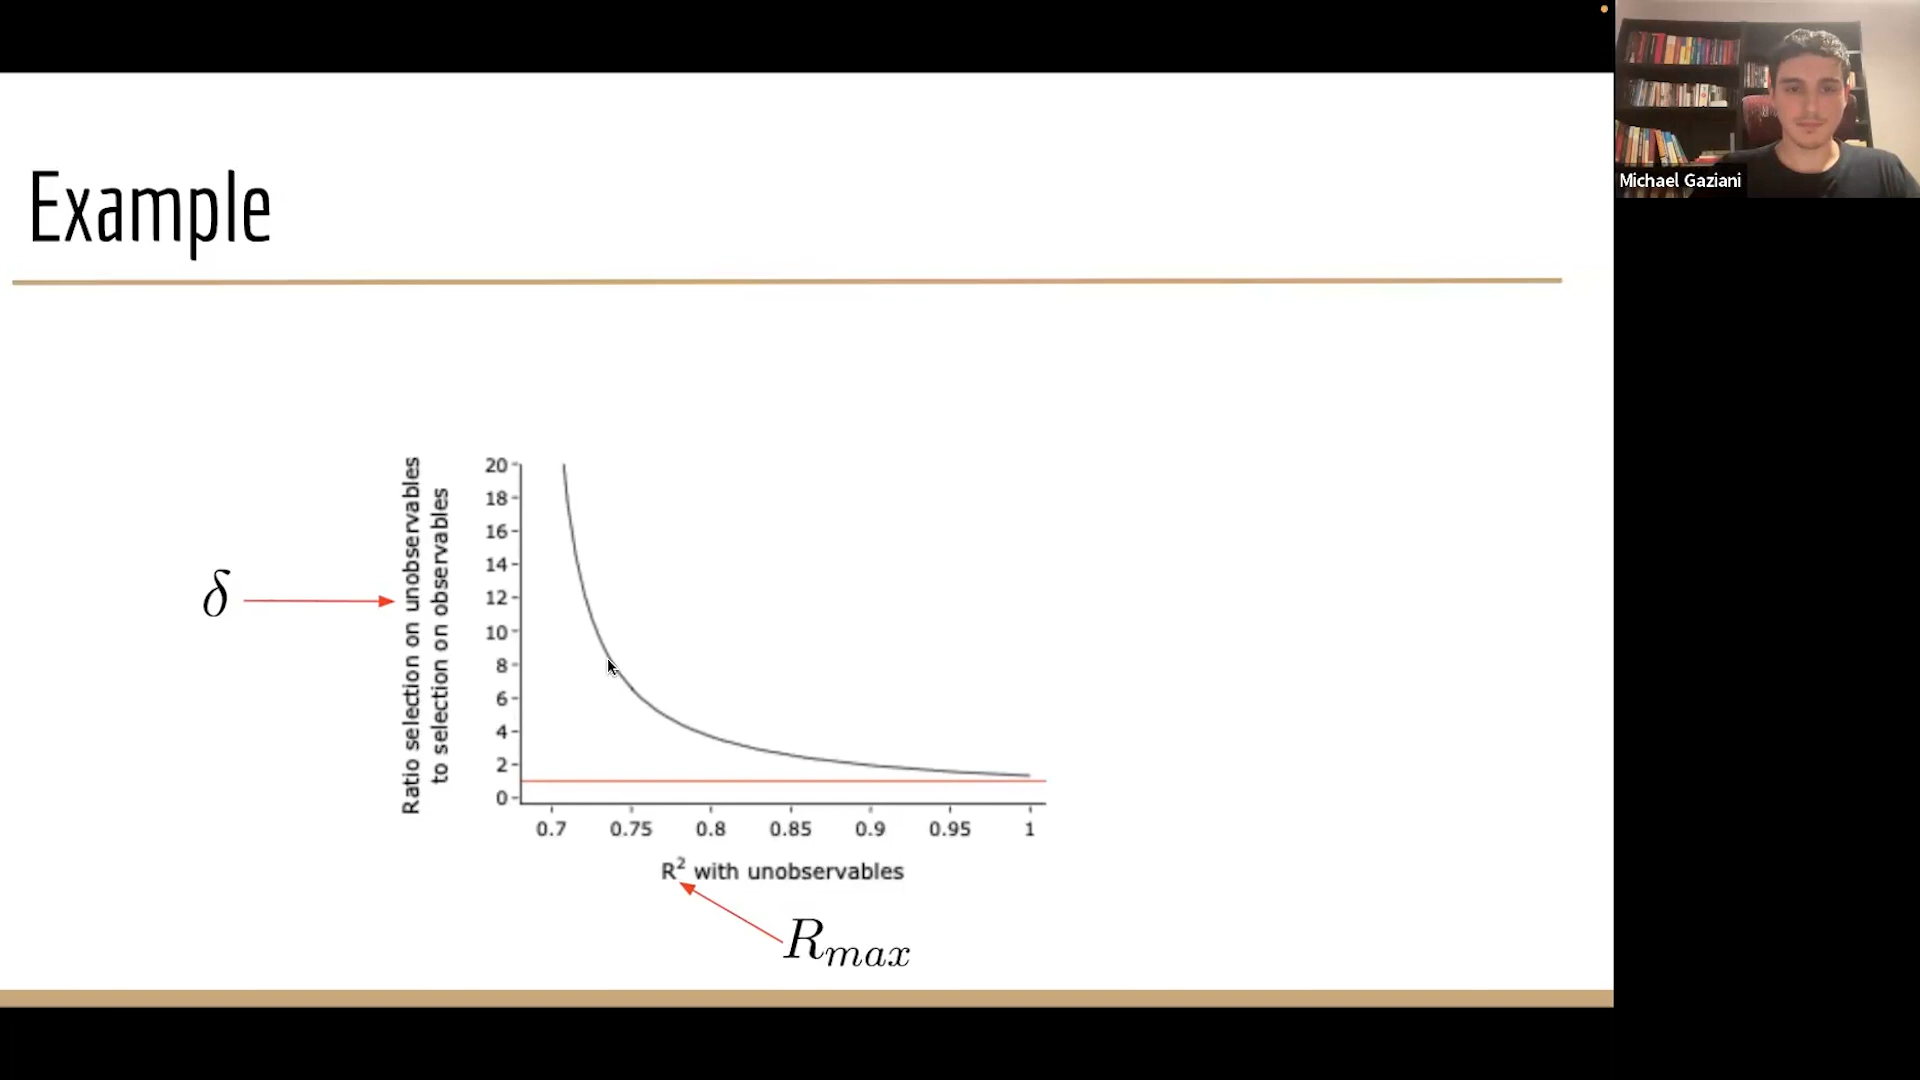 Example
Michael Gaziani
δ
Ratio selection on unobservables
to selection on observables
20
18
16
14
12
10
8
6
4
2
0
0.7 0.75 0.8 0.85 0.9 0.95 1
R² with unobservables
Rmax